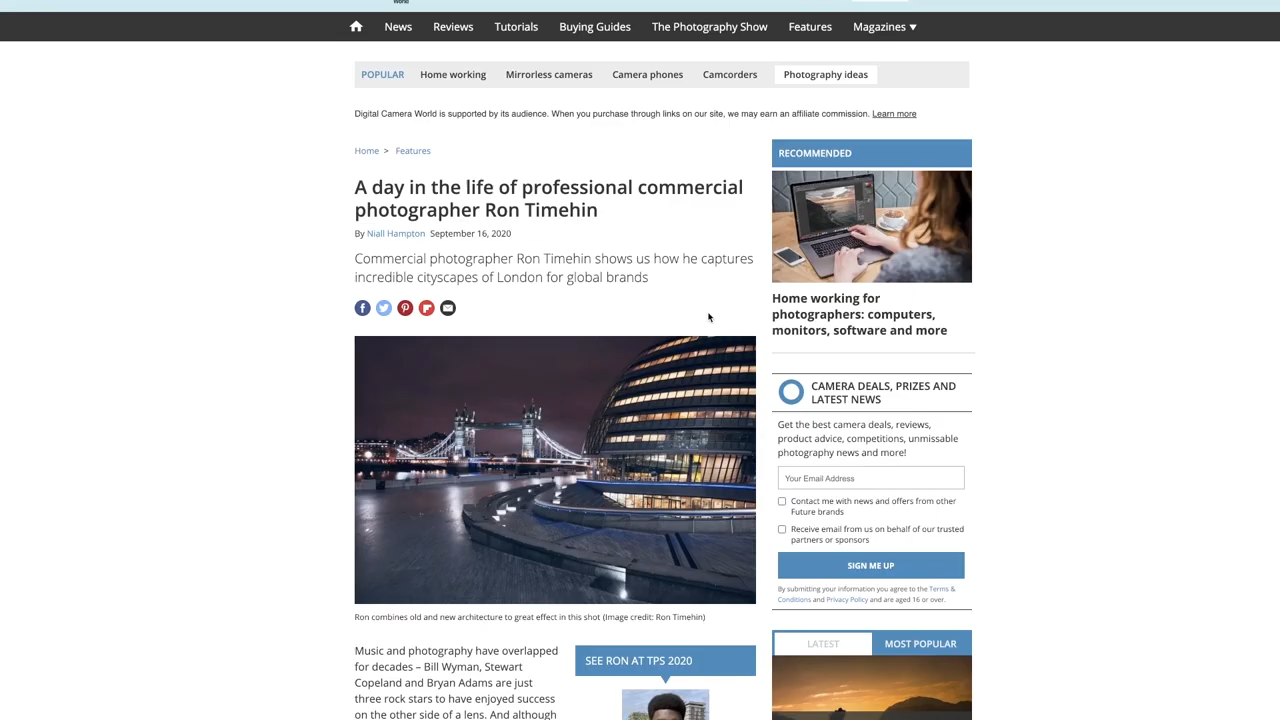 World
News Reviews Tutorials Buying Guides The Photography Show Features Magazines ▼
POPULAR Home working Mirrorless cameras Camera phones Camcorders Photography ideas
Digital Camera World is supported by its audience. When you purchase through links on our site, we may earn an affiliate commission. Learn more
Home > Features
A day in the life of professional commercial
photographer Ron Timehin
By Niall Hampton September 16, 2020
Commercial photographer Ron Timehin shows us how he captures
incredible cityscapes of London for global brands
Ron combines old and new architecture to great effect in this shot (Image credit: Ron Timehin)
Music and photography have overlapped
for decades – Bill Wyman, Stewart
Copeland and Bryan Adams are just
three rock stars to have enjoyed success
on the other side of a lens. And although
SEE RON AT TPS 2020
RECOMMENDED
Home working for
photographers: computers,
monitors, software and more
CAMERA DEALS, PRIZES AND
LATEST NEWS
Get the best camera deals, reviews,
product advice, competitions, unmissable
photography news and more!
Your Email Address
Contact me with news and offers from other
Future brands
Receive email from us on behalf of our trusted
partners or sponsors
SIGN ME UP
By submitting your information you agree to the Terms &
Conditions and Privacy Policy and are aged 16 or over.
LATEST MOST POPULAR